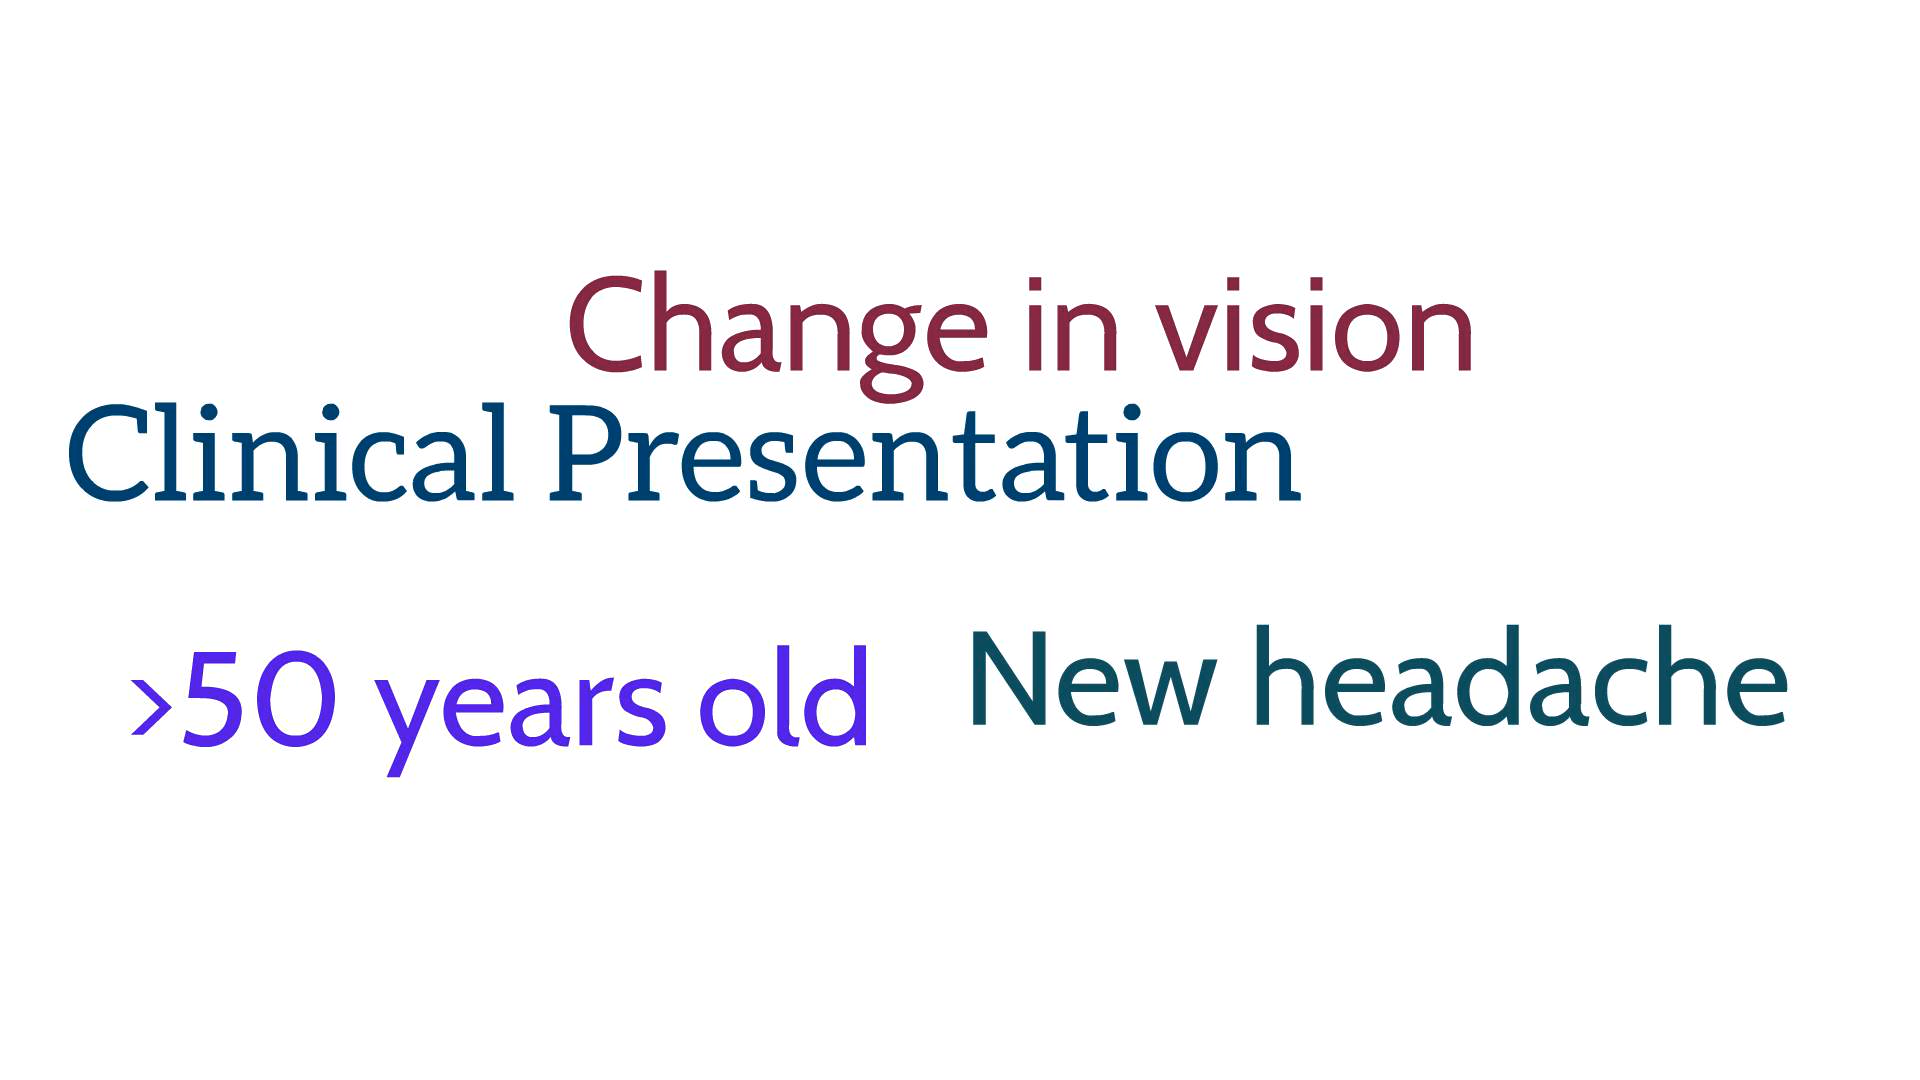 Change in vision
Clinical Presentation
>50 years old
New headache